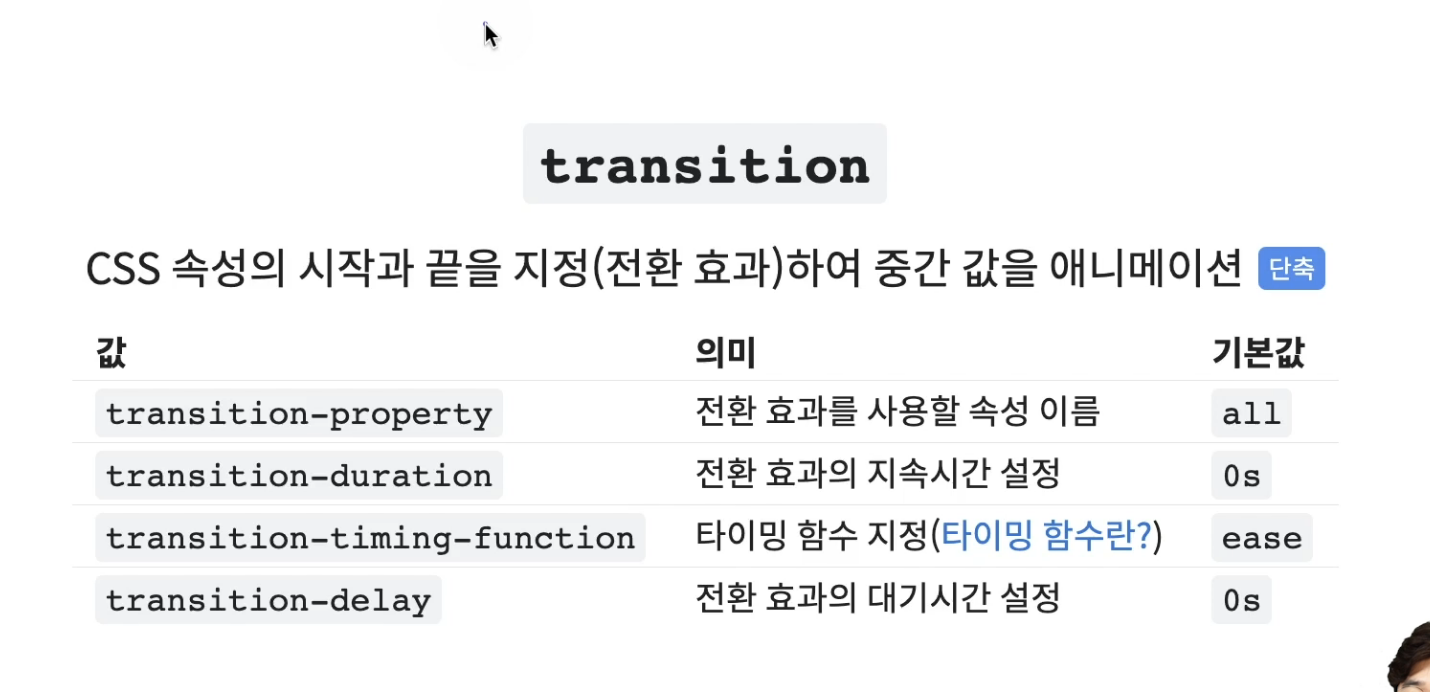 transition
CSS 속성의 시작과 끝을 지정(전환 효과)하여 중간 값을 애니메이션 단축
값 의미 기본값
transition-property 전환 효과를 사용할 속성 이름 all
transition-duration 전환 효과의 지속시간 설정 0s
transition-timing-function 타이밍 함수 지정(타이밍 함수란?) ease
transition-delay 전환 효과의 대기시간 설정 0s